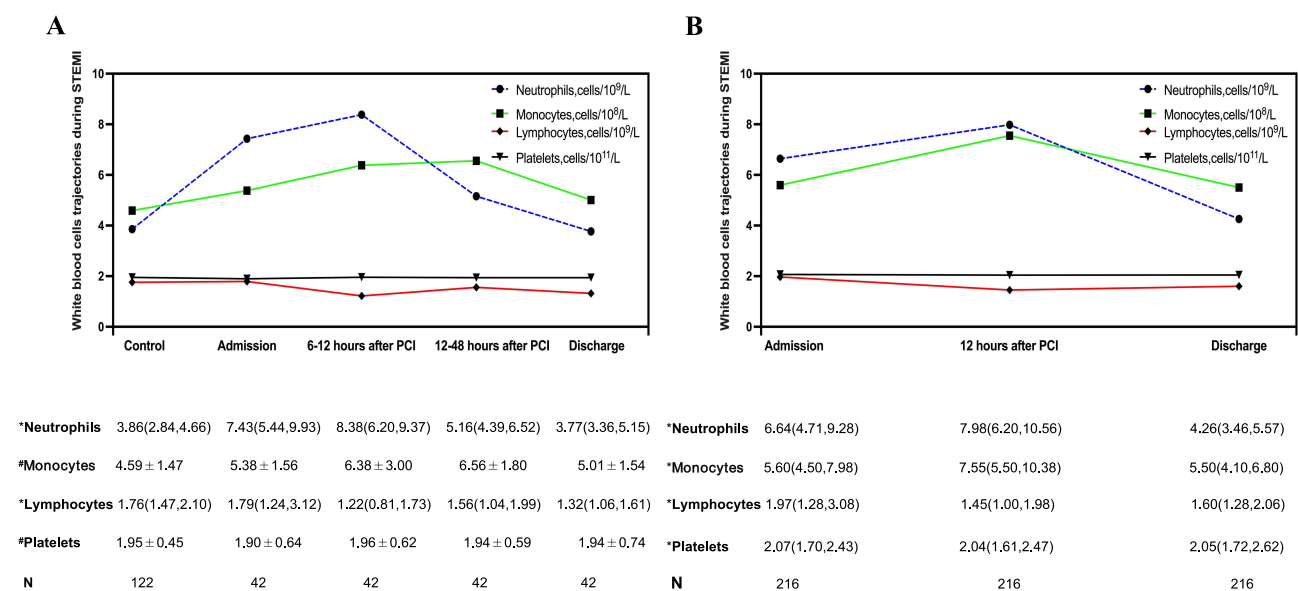 A
White blood cells trajectories during STEMI
10
8
6
4
2
0
Neutrophils,cells/10⁹/L
Monocytes,cells/10⁸/L
Lymphocytes,cells/10⁹/L
Platelets,cells/10¹¹/L
Control Admission 6-12 hours after PCI 12-48 hours after PCI Discharge
*Neutrophils 3.86(2.84,4.66) 7.43(5.44,9.93) 8.38(6.20,9.37) 5.16(4.39,6.52) 3.77(3.36,5.15)
#Monocytes 4.59 ± 1.47 5.38 ± 1.56 6.38 ± 3.00 6.56 ± 1.80 5.01 ± 1.54
*Lymphocytes 1.76(1.47,2.10) 1.79(1.24,3.12) 1.22(0.81,1.73) 1.56(1.04,1.99) 1.32(1.06,1.61)
#Platelets 1.95 ± 0.45 1.90 ± 0.64 1.96 ± 0.62 1.94 ± 0.59 1.94 ± 0.74
N 122 42 42 42 42
B
White blood cells trajectories during STEMI
10
8
6
4
2
0
Neutrophils,cells/10⁹/L
Monocytes,cells/10⁸/L
Lymphocytes,cells/10⁹/L
Platelets,cells/10¹¹/L
Admission 12 hours after PCI Discharge
*Neutrophils 6.64(4.71,9.28) 7.98(6.20,10.56) 4.26(3.46,5.57)
*Monocytes 5.60(4.50,7.98) 7.55(5.50,10.38) 5.50(4.10,6.80)
*Lymphocytes 1.97(1.28,3.08) 1.45(1.00,1.98) 1.60(1.28,2.06)
*Platelets 2.07(1.70,2.43) 2.04(1.61,2.47) 2.05(1.72,2.62)
N 216 216 216